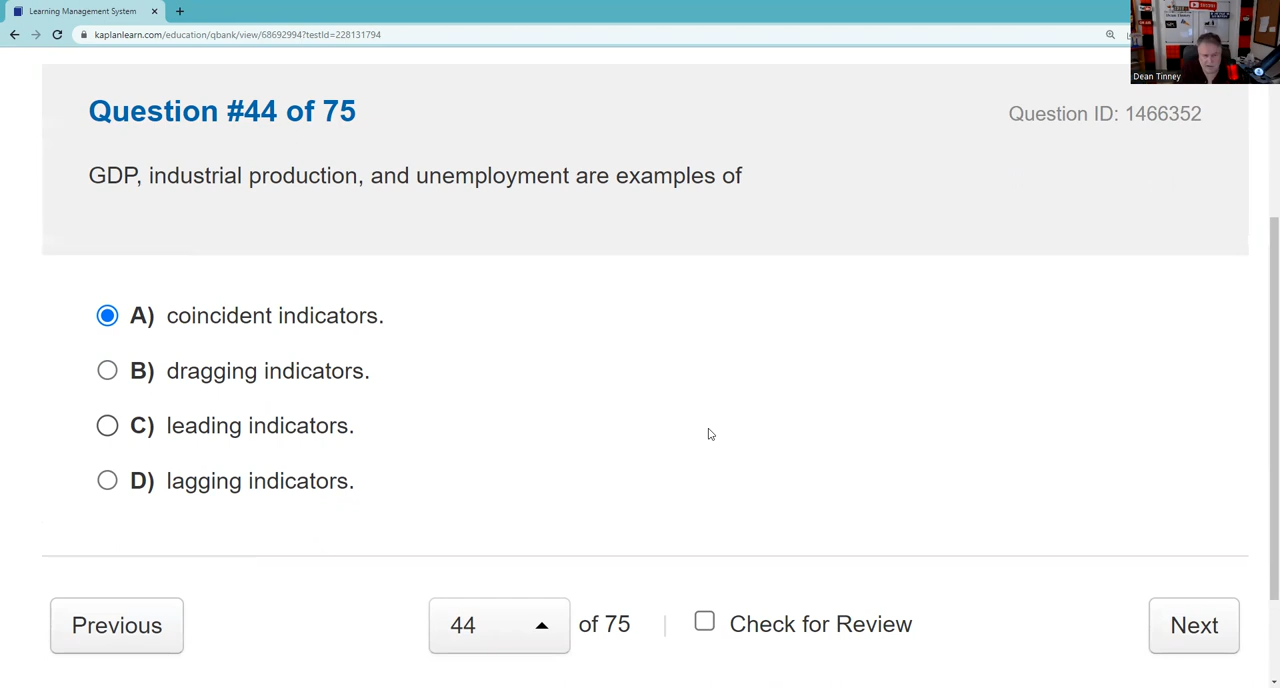 Learning Management System
kaplanlearn.com/education/qbank/view/68692994?testId=228131794
Dean Tinney
Question #44 of 75
Question ID: 1466352
GDP, industrial production, and unemployment are examples of
A) coincident indicators.
B) dragging indicators.
C) leading indicators.
D) lagging indicators.
Previous
44
of 75
Check for Review
Next